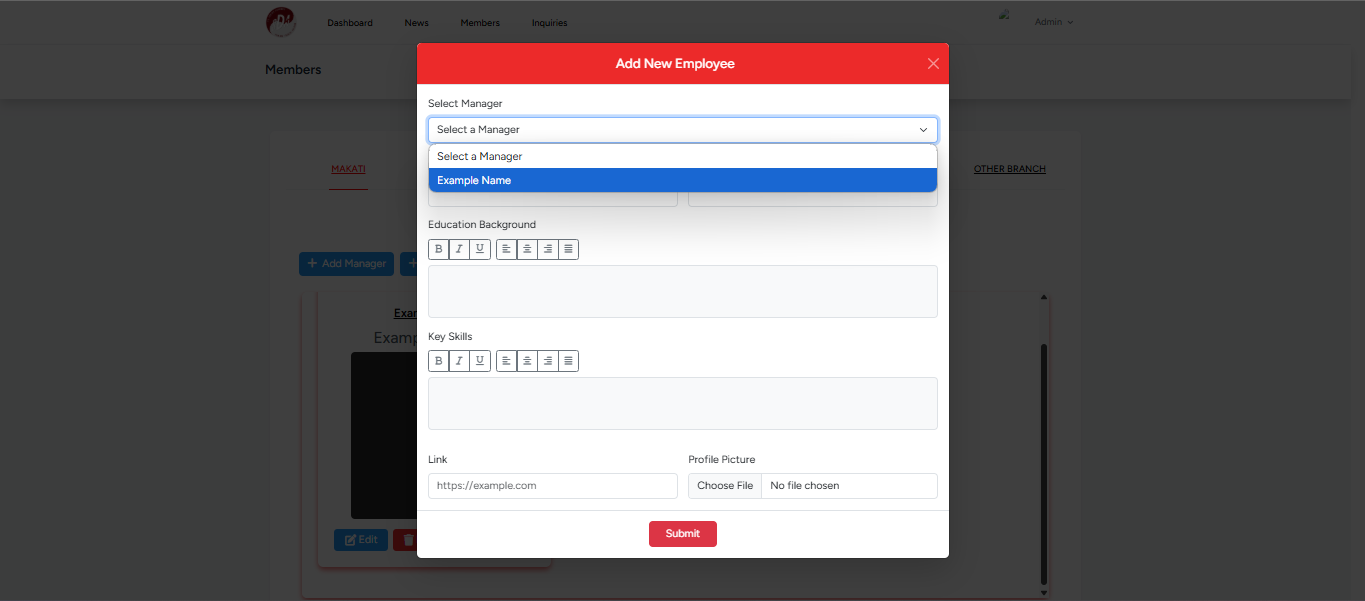 Dashboard News Members Inquiries Admin
Members
Add New Employee
Select Manager
Select a Manager
Select a Manager
Example Name
MAKATI
OTHER BRANCH
Education Background
B I U
Add Manager
Key Skills
B I U
Link Profile Picture
https://example.com Choose File No file chosen
Edit
Submit